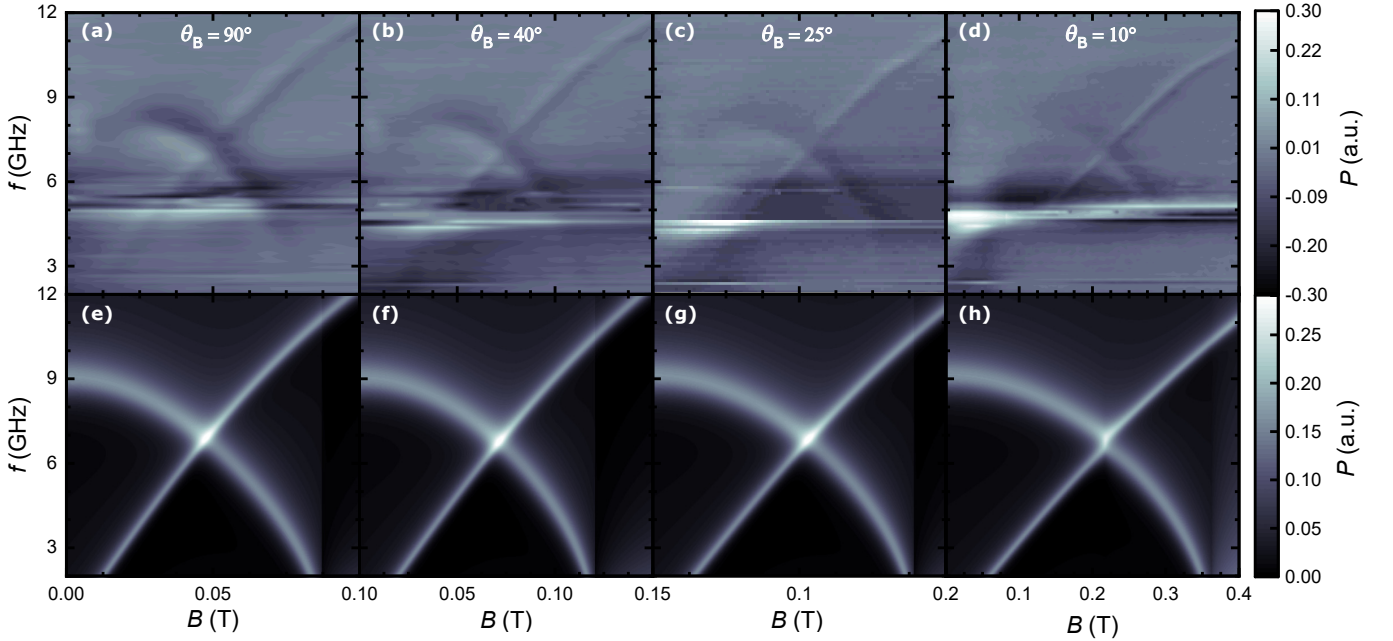 12
9
6
3
12
9
6
3
f (GHz)
f (GHz)
(a)
θB = 90°
(b)
θB = 40°
(c)
θB = 25°
(d)
θB = 10°
(e)
(f)
(g)
(h)
0.00
0.05
0.10
0.05
0.10
0.15
0.1
0.2
0.1
0.2
0.3
0.4
B (T)
B (T)
B (T)
B (T)
0.30
0.22
0.11
0.01
-0.09
-0.20
-0.30
P (a.u.)
0.30
0.25
0.20
0.15
0.10
0.05
0.00
P (a.u.)